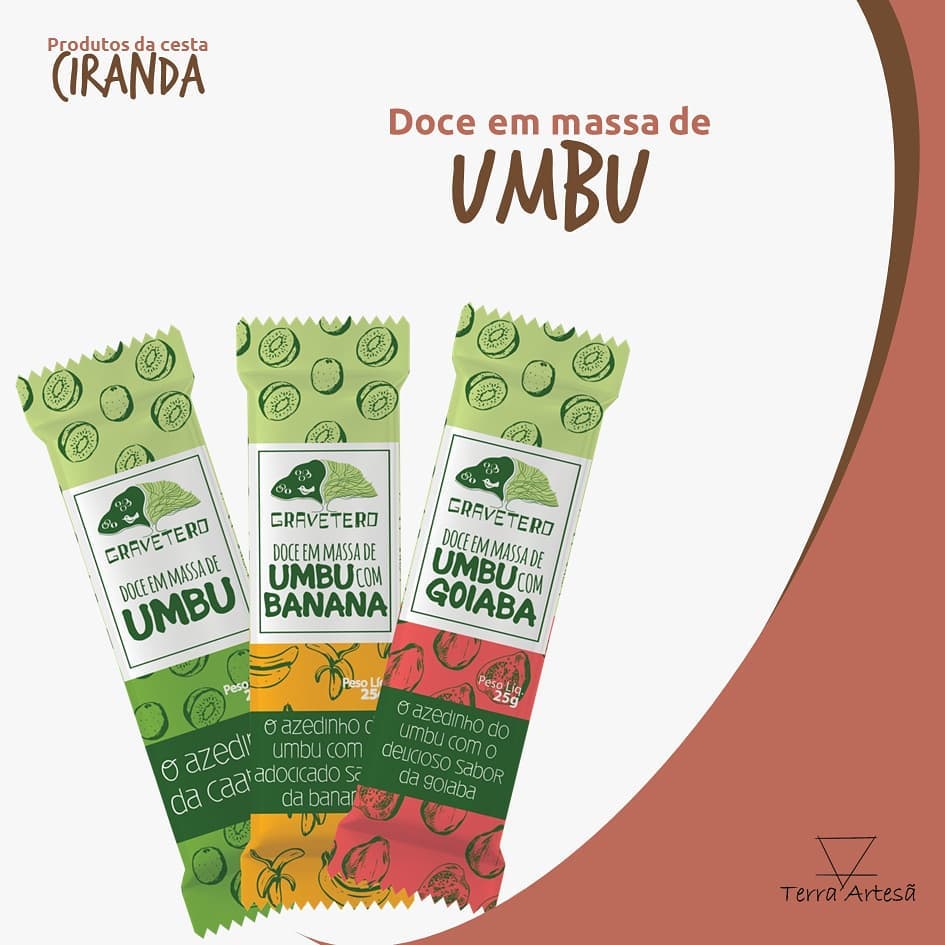 Produtos da cesta
CIRANDA
Doce em massa de
UMBU
GRAVETERO
DOCE EM MASSA DE
UMBU
Peso
O azedin
da caat
GRAVETERO
DOCE EM MASSA DE
UMBU COM
BANANA
Peso Líq
25g
O azedinho d
umbu com
adocicado sa
da banan
GRAVETERO
DOCE EM MASSA DE
UMBU COM
GOIABA
Peso Líq.
25g
O azedinho do
umbu com o
delicioso sabor
da goiaba
Terra Artesã